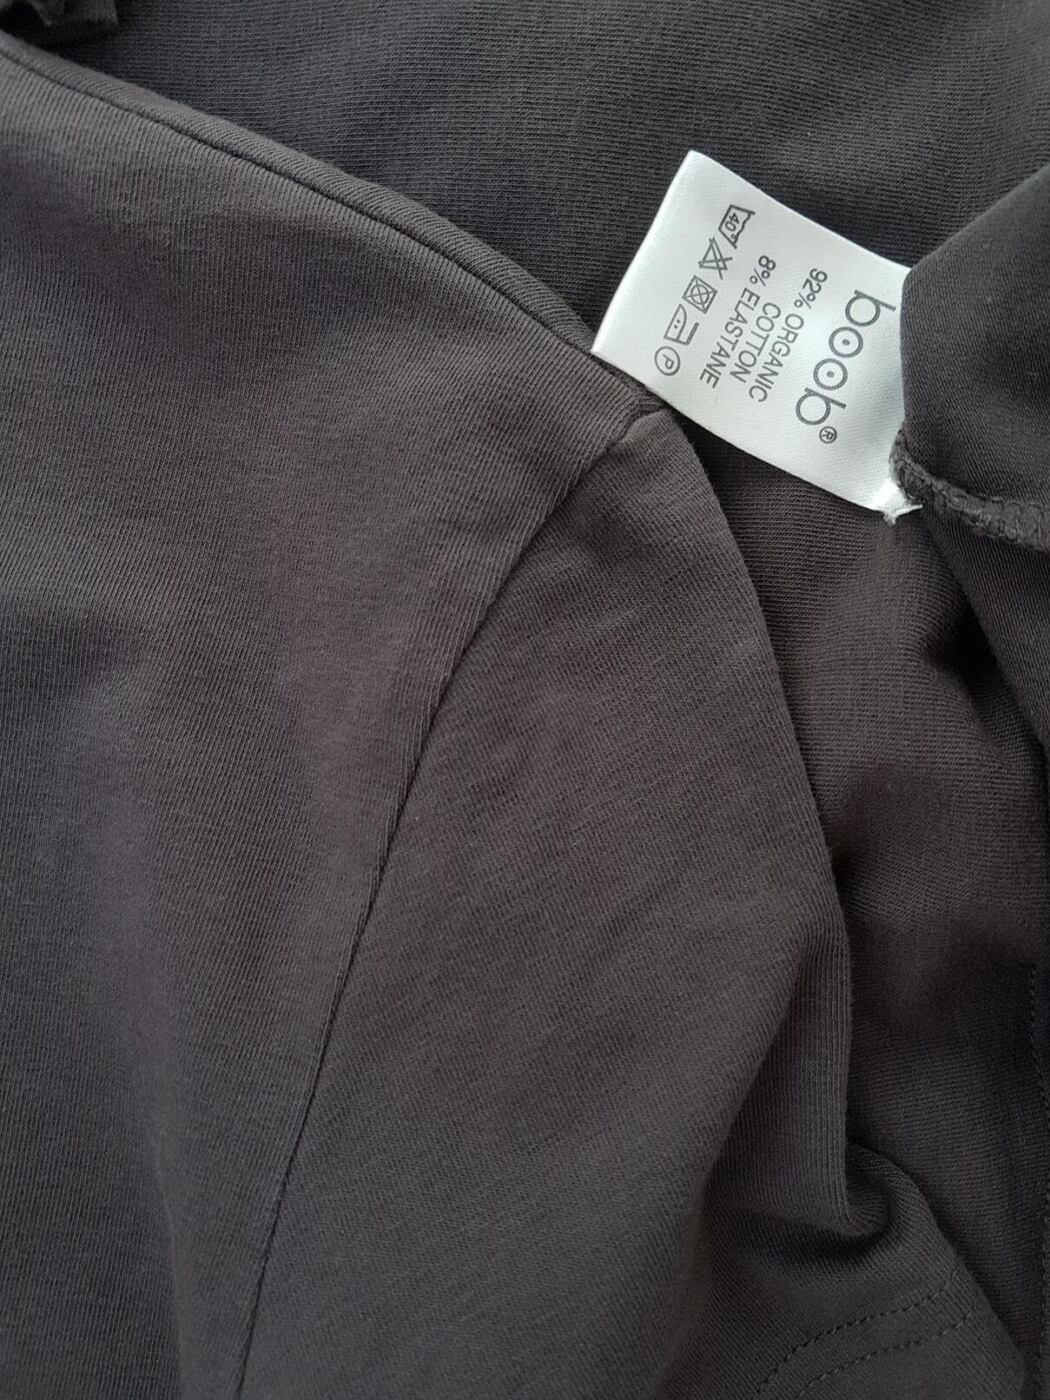 boob®
92% ORGANIC
COTTON
8% ELASTANE
40
P